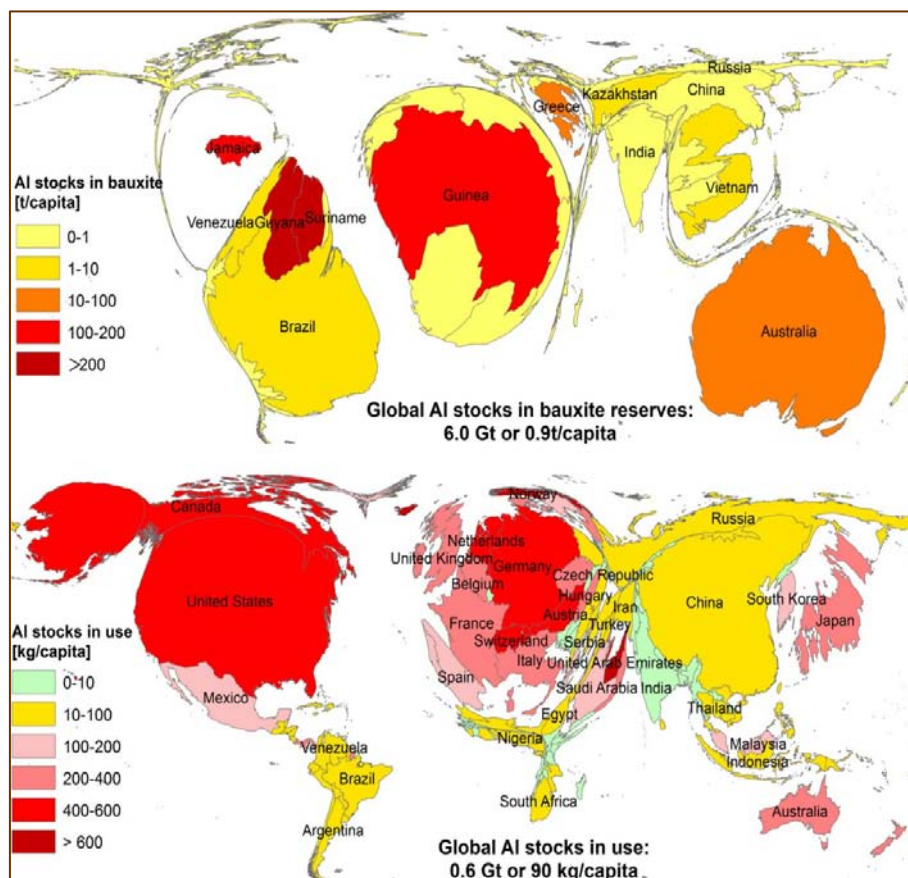 Russia
Kazakhstan
China
Greece
Jamaica
India
Guinea
Vietnam
Venezuela
Guyana
Suriname
Brazil
Australia
Al stocks in bauxite
[t/capita]
0-1
1-10
10-100
100-200
>200
Global Al stocks in bauxite reserves:
6.0 Gt or 0.9t/capita
Norway
Canada
Russia
Netherlands
United Kingdom
Germany
Czech Republic
Belgium
Hungary
United States
Iran
China
South Korea
Austria
Turkey
France
Japan
Switzerland
Serbia
Italy
United Arab Emirates
Spain
Saudi Arabia
India
Mexico
Egypt
Thailand
Nigeria
Venezuela
Malaysia
Brazil
Indonesia
South Africa
Australia
Argentina
Al stocks in use
[kg/capita]
0-10
10-100
100-200
200-400
400-600
> 600
Global Al stocks in use:
0.6 Gt or 90 kg/capita